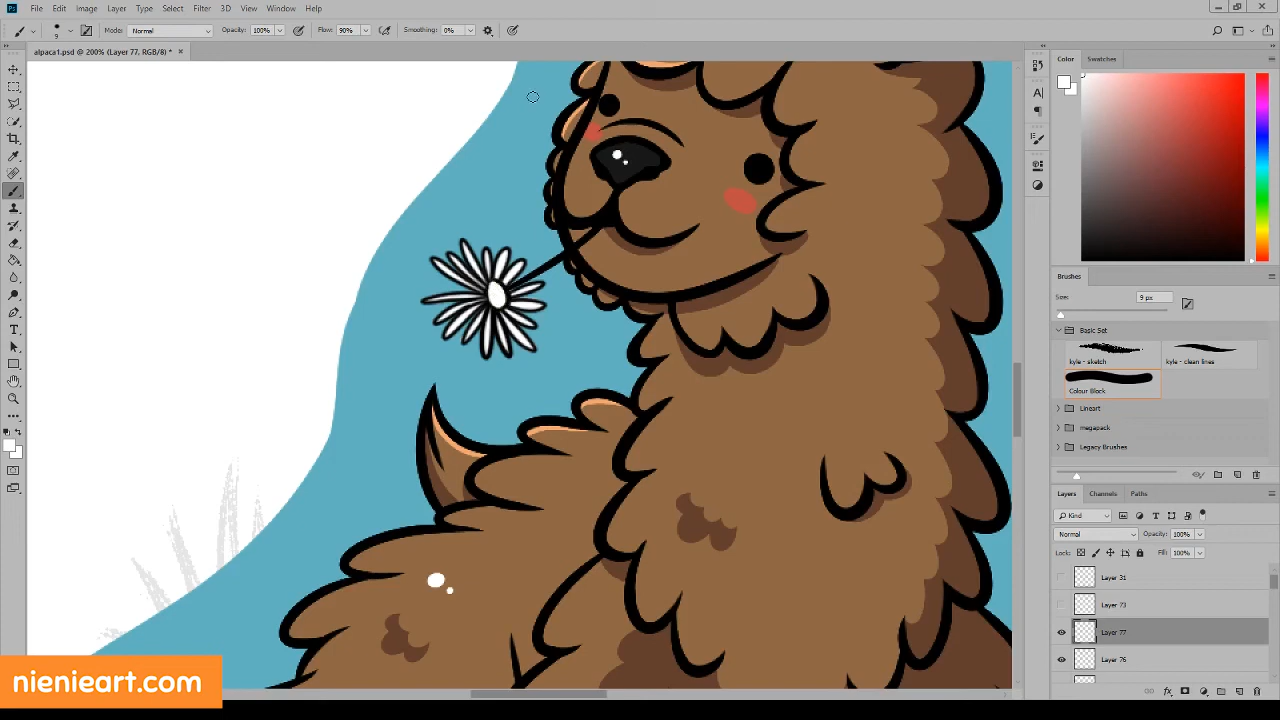 Ps File Edit Image Layer Type Select Filter 3D View Window Help
9 Mode: Normal Opacity: 100% Flow: 90% Smoothing: 0%
alpaca1.psd @ 200% (Layer 77, RGB/8) * ×
Color Swatches
Brushes
Size: 9 px
Basic Set
kyle - sketch kyle - clean lines
Colour Block
Lineart
megapack
Legacy Brushes
Layers Channels Paths
Kind
Normal Opacity: 100%
Lock: Fill: 100%
Layer 31
Layer 73
Layer 77
Layer 76
nienieart.com